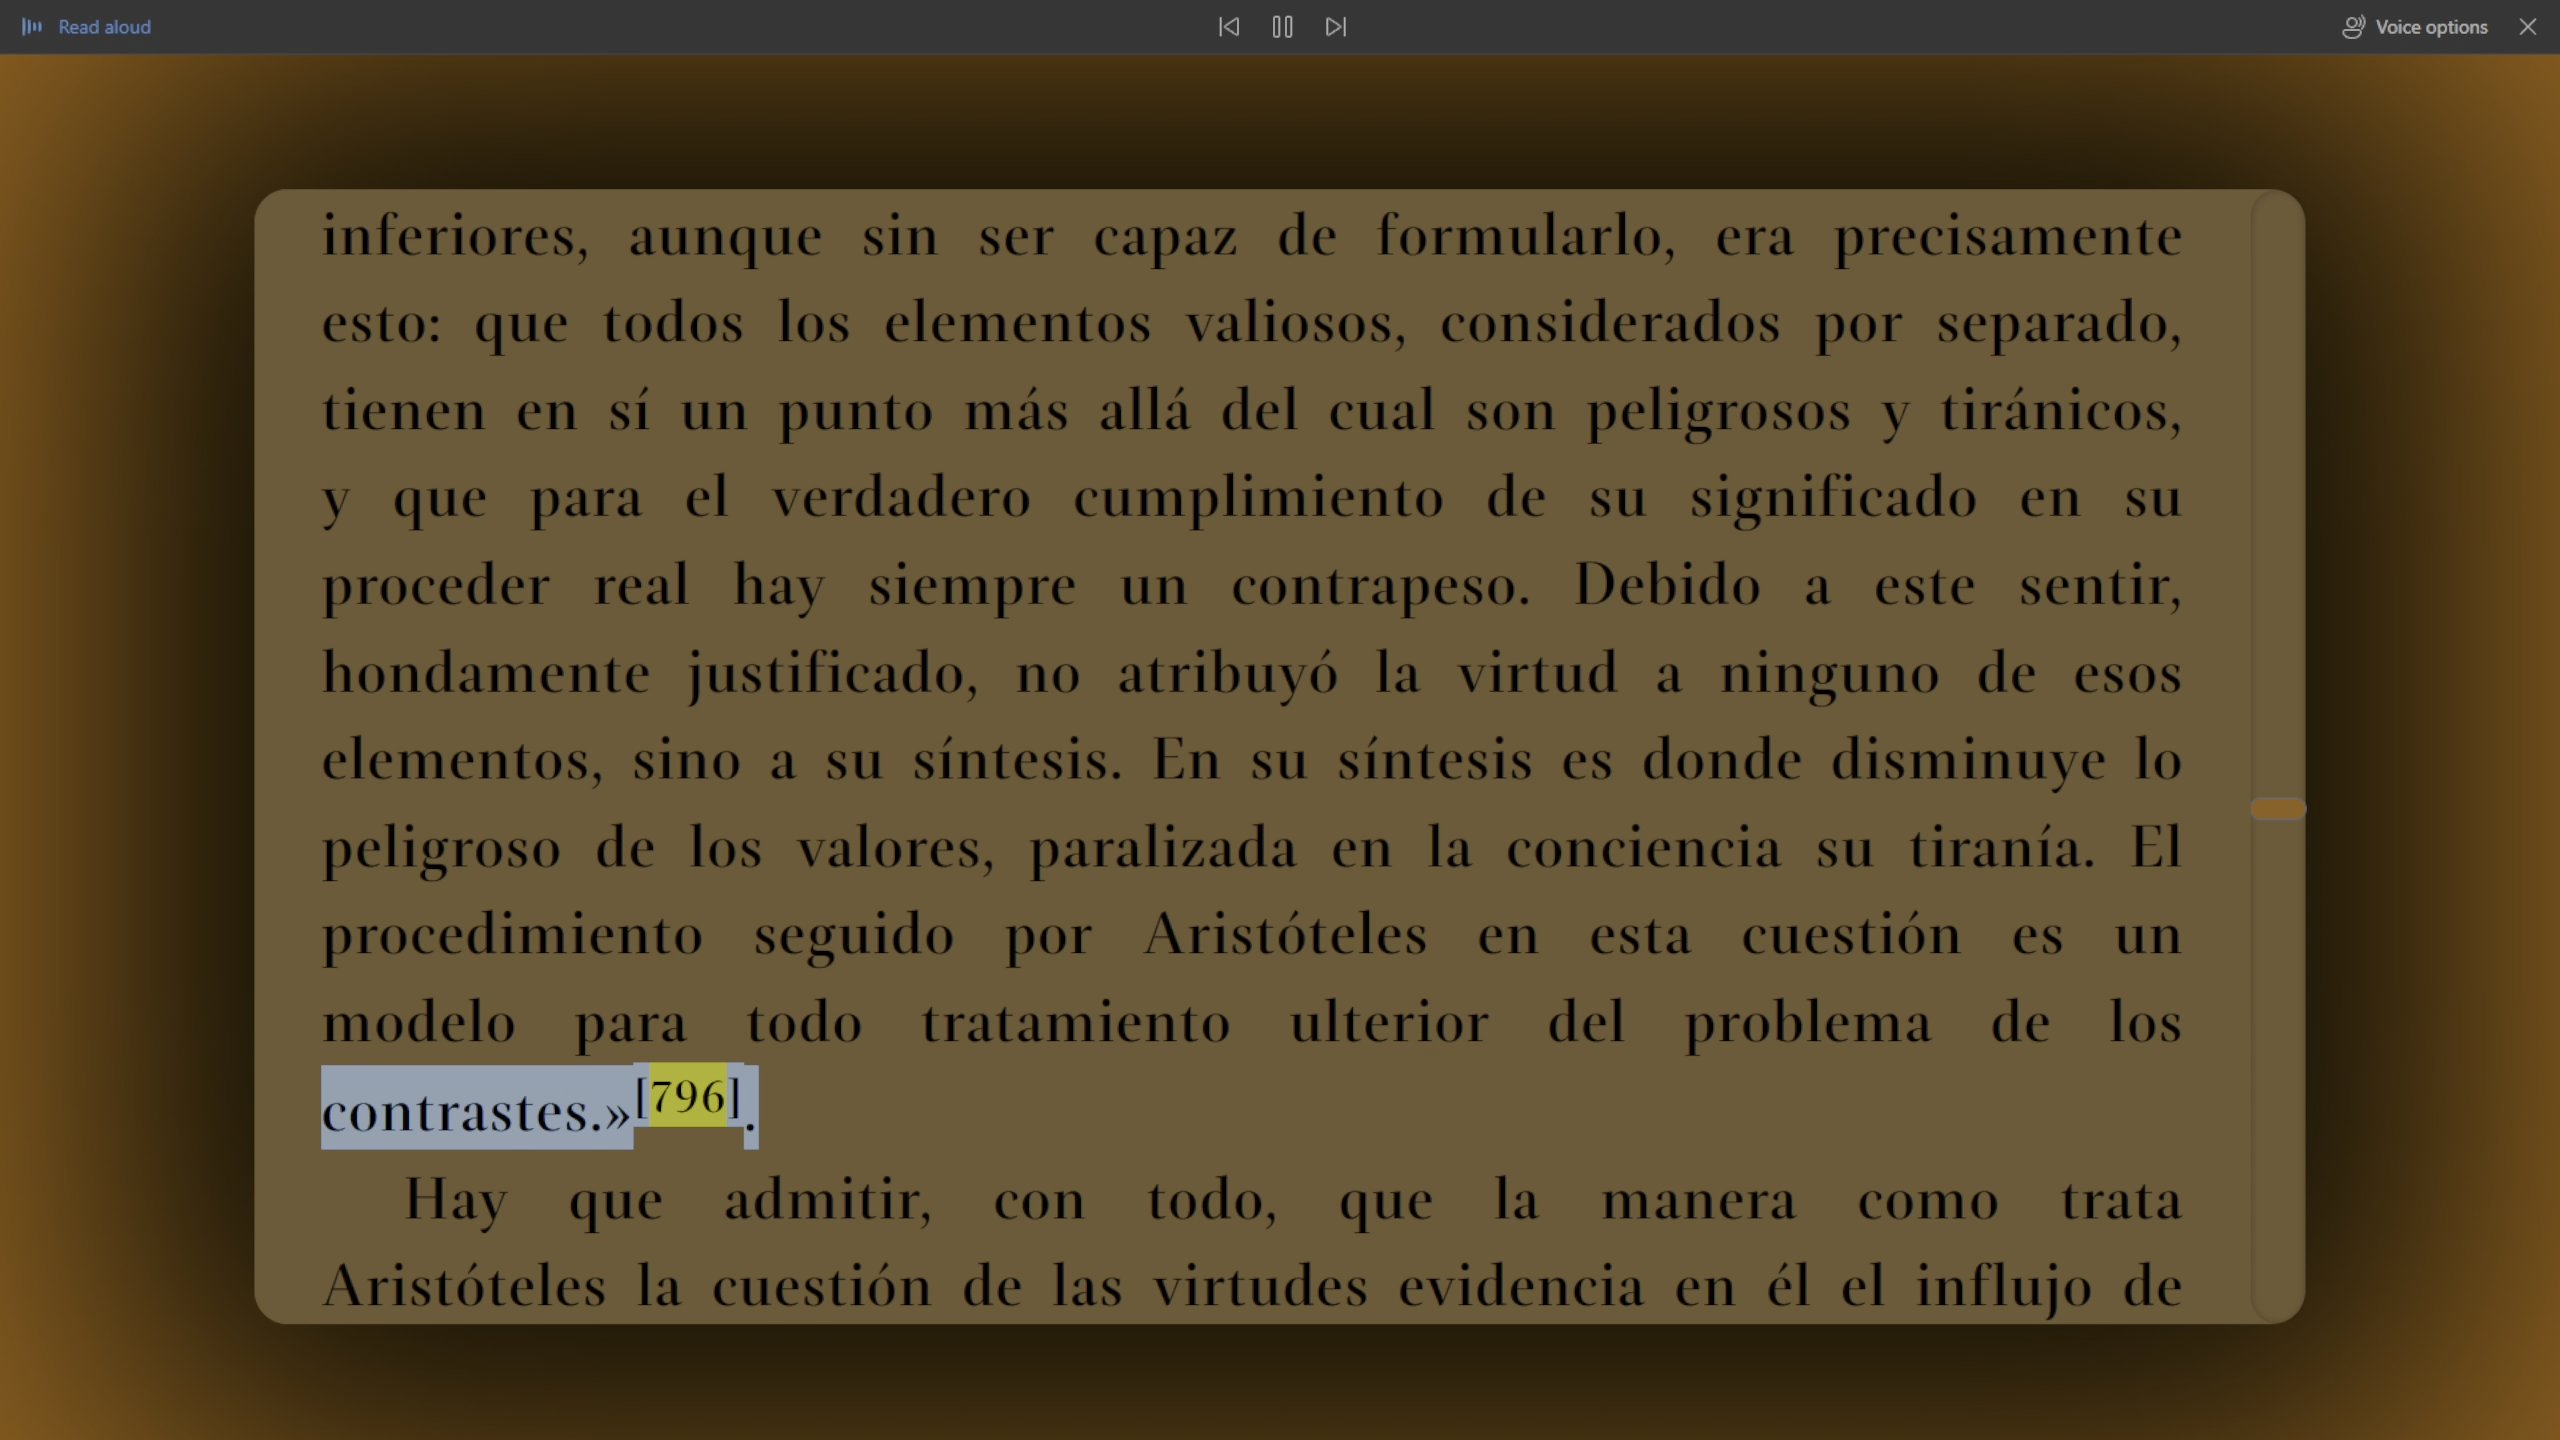 Read aloud
Voice options
inferiores, aunque sin ser capaz de formularlo, era precisamente
esto: que todos los elementos valiosos, considerados por separado,
tienen en sí un punto más allá del cual son peligrosos y tiránicos,
y que para el verdadero cumplimiento de su significado en su
proceder real hay siempre un contrapeso. Debido a este sentir,
hondamente justificado, no atribuyó la virtud a ninguno de esos
elementos, sino a su síntesis. En su síntesis es donde disminuye lo
peligroso de los valores, paralizada en la conciencia su tiranía. El
procedimiento seguido por Aristóteles en esta cuestión es un
modelo para todo tratamiento ulterior del problema de los
contrastes.»[796].
Hay que admitir, con todo, que la manera como trata
Aristóteles la cuestión de las virtudes evidencia en él el influjo de